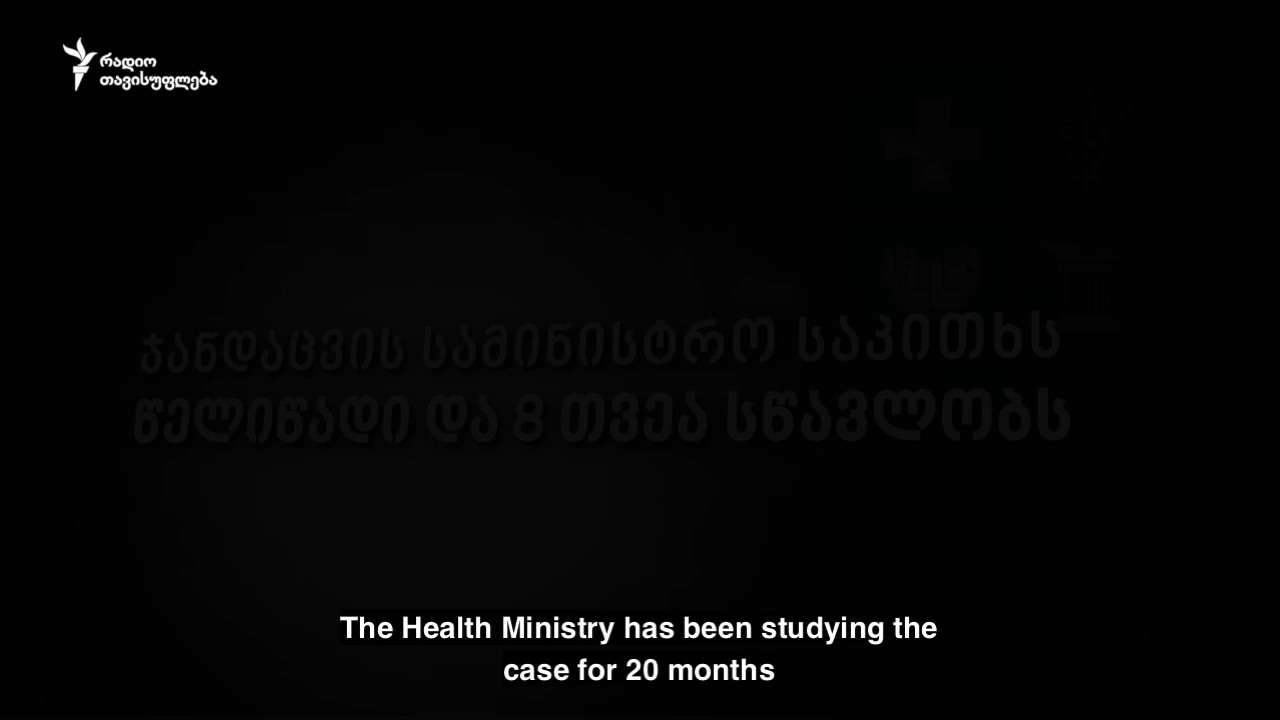 რადიო
თავისუფლება
ჯანდაცვის სამინისტრო საკითხს
წელიწადი და 8 თვეა სწავლობს
The Health Ministry has been studying the
case for 20 months